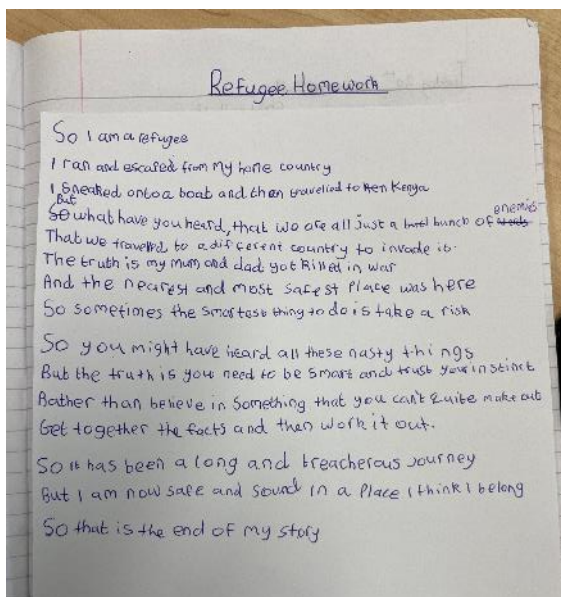 Refugee Homework
So I am a refugee
I ran and escaped from my home country
I sneaked onto a boat and then travelled to Ken Kenya
But
So what have you heard, that we are all just a bunch of enemies
That we travelled to a different country to invade it.
The truth is my mum and dad got killed in war
And the nearest and most safest place was here
So sometimes the smartest thing to do is take a risk
So you might have heard all these nasty things
But the truth is you need to be smart and trust your instinct
Rather than believe in something that you can't quite make out
Get together the facts and then work it out.
So it has been a long and treacherous journey
But I am now safe and sound in a place I think I belong
So that is the end of my story